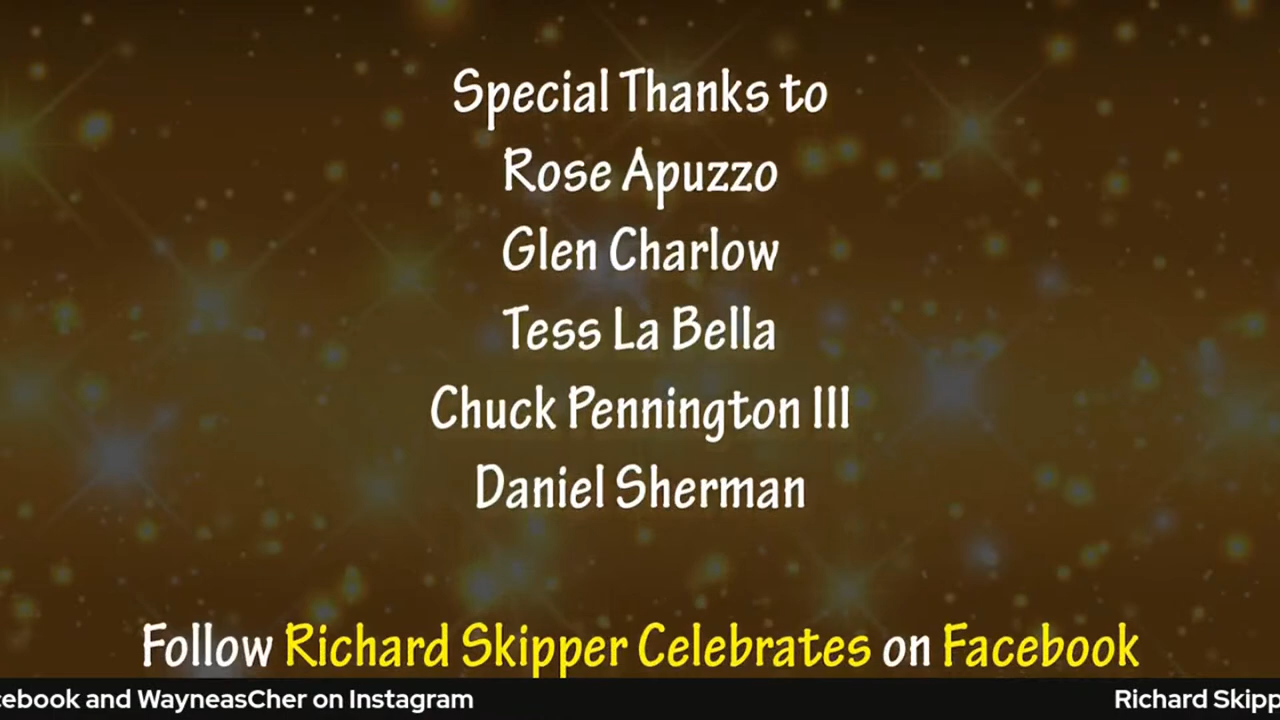 Special Thanks to
Rose Apuzzo
Glen Charlow
Tess La Bella
Chuck Pennington III
Daniel Sherman
Follow Richard Skipper Celebrates on Facebook
cebook and WayneasCher on Instagram Richard Skipp